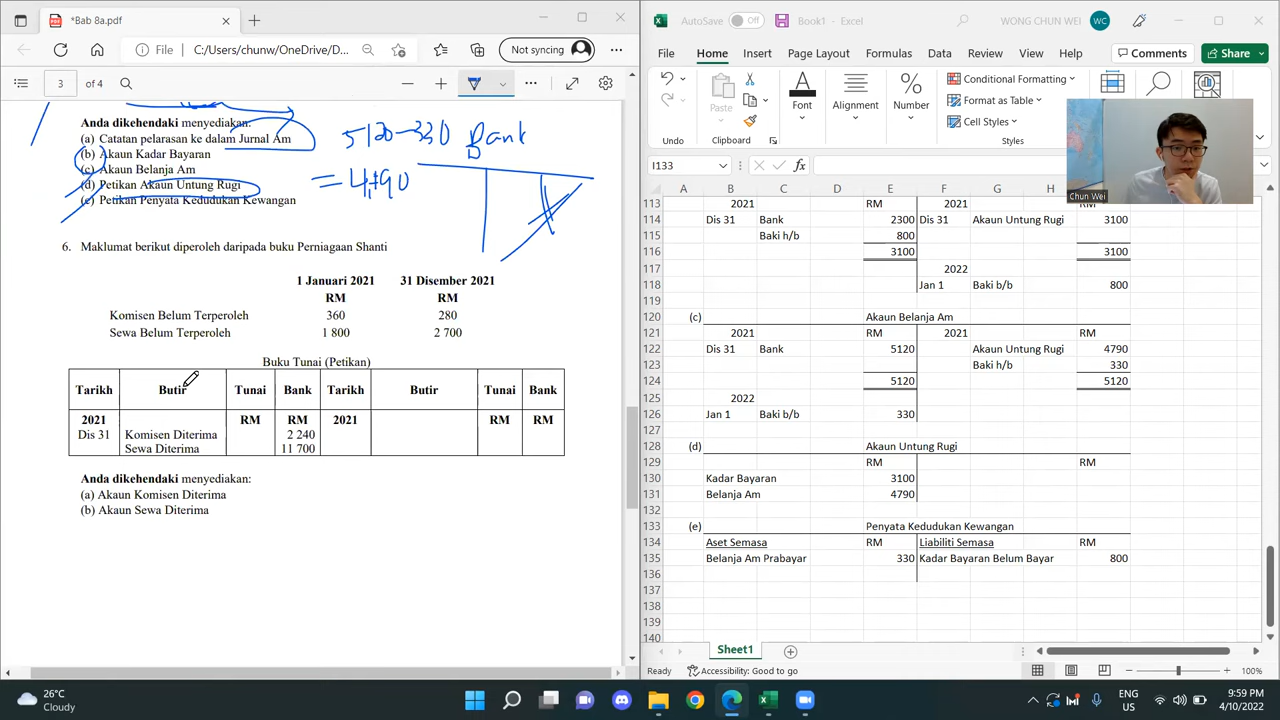 *Bab 8a.pdf
File
C:/Users/chunw/OneDrive/D...
Not syncing
3 of 4
Anda dikehendaki menyediakan:
(a) Catatan pelarasan ke dalam Jurnal Am
(b) Akaun Kadar Bayaran
(c) Akaun Belanja Am
(d) Petikan Akaun Untung Rugi
(e) Petikan Penyata Kedudukan Kewangan
5120-330
= 4,790
Bank
6. Maklumat berikut diperoleh daripada buku Perniagaan Shanti
1 Januari 2021 31 Disember 2021
RM RM
Komisen Belum Terperoleh 360 280
Sewa Belum Terperoleh 1 800 2 700
Buku Tunai (Petikan)
Tarikh Butir Tunai Bank Tarikh Butir Tunai Bank
2021 RM RM 2021 RM RM
Dis 31 Komisen Diterima 2 240
Sewa Diterima 11 700
Anda dikehendaki menyediakan:
(a) Akaun Komisen Diterima
(b) Akaun Sewa Diterima
AutoSave Off Book1 - Excel WONG CHUN WEI WC
File Home Insert Page Layout Formulas Data Review View Help Comments Share
Undo Paste Clipboard Font Alignment Number Conditional Formatting
Format as Table
Cell Styles
Chun Wei
I133
A B C D E F G H I
113 2021 RM 2021 RM
114 Dis 31 Bank 2300 Dis 31 Akaun Untung Rugi 3100
115 Baki h/b 800
116 3100 3100
117 2022
118 Jan 1 Baki b/b 800
119
120 (c) Akaun Belanja Am
121 2021 RM 2021 RM
122 Dis 31 Bank 5120 Akaun Untung Rugi 4790
123 Baki h/b 330
124 5120 5120
125 2022
126 Jan 1 Baki b/b 330
127
128 (d) Akaun Untung Rugi
129 RM RM
130 Kadar Bayaran 3100
131 Belanja Am 4790
132
133 (e) Penyata Kedudukan Kewangan
134 Aset Semasa RM Liabiliti Semasa RM
135 Belanja Am Prabayar 330 Kadar Bayaran Belum Bayar 800
136
137
138
139
140
Sheet1
Ready Accessibility: Good to go 100%
26°C
Cloudy
ENG
US
9:59 PM
4/10/2022